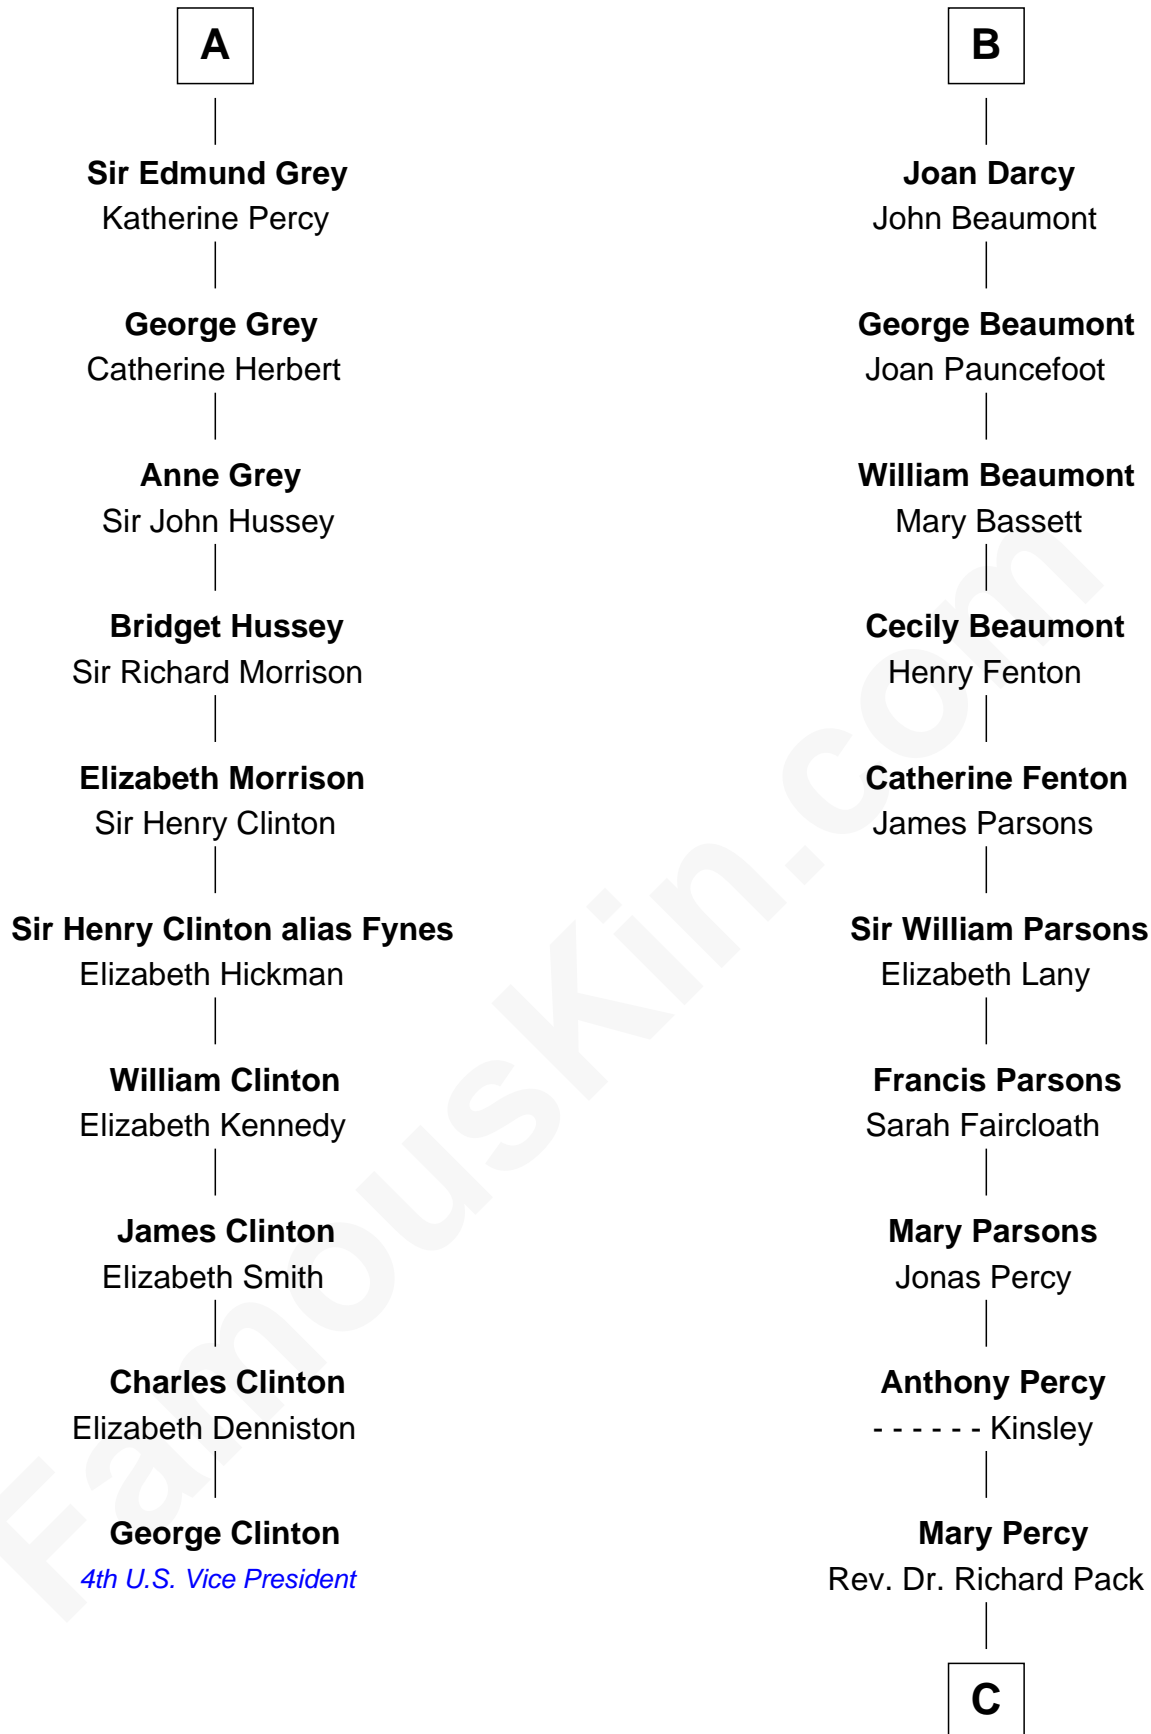 A
Sir Edmund Grey
Katherine Percy
George Grey
Catherine Herbert
Anne Grey
Sir John Hussey
Bridget Hussey
Sir Richard Morrison
Elizabeth Morrison
Sir Henry Clinton
Sir Henry Clinton alias Fynes
Elizabeth Hickman
William Clinton
Elizabeth Kennedy
James Clinton
Elizabeth Smith
Charles Clinton
Elizabeth Denniston
George Clinton
4th U.S. Vice President
B
Joan Darcy
John Beaumont
George Beaumont
Joan Pauncefoot
William Beaumont
Mary Bassett
Cecily Beaumont
Henry Fenton
Catherine Fenton
James Parsons
Sir William Parsons
Elizabeth Lany
Francis Parsons
Sarah Faircloath
Mary Parsons
Jonas Percy
Anthony Percy
- - - - - - Kinsley
Mary Percy
Rev. Dr. Richard Pack
C
FamousKin.com